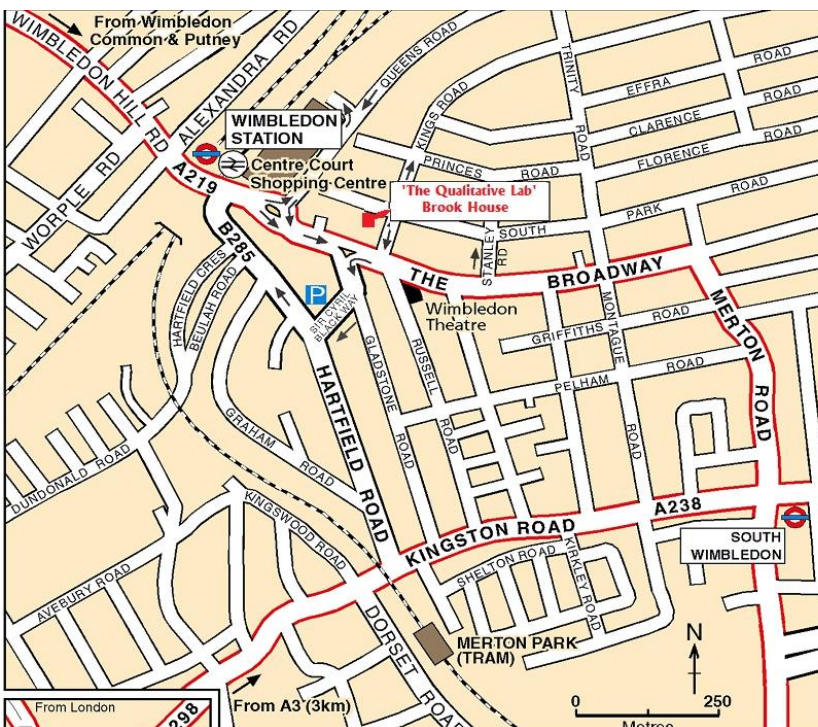 From Wimbledon
Common & Putney
WIMBLEDON HILL RD
ALEXANDRA RD
QUEENS ROAD
TRINITY ROAD
EFFRA ROAD
CLARENCE ROAD
FLORENCE ROAD
WIMBLEDON
STATION
KINGS ROAD
PRINCES ROAD
WORPLE RD
A219
Centre Court
Shopping Centre
'The Qualitative Lab'
Brook House
PARK ROAD
SOUTH
STANLEY RD
B285
THE BROADWAY
HARTFIELD CRES
BEULAH ROAD
P
SIR CYRIL
BLACK WAY
Wimbledon
Theatre
MONTAGUE ROAD
GRIFFITHS ROAD
MERTON ROAD
GLADSTONE ROAD
RUSSELL ROAD
PELHAM ROAD
HARTFIELD ROAD
GRAHAM ROAD
DUNDONALD ROAD
KINGSWOOD ROAD
KINGSTON ROAD
A238
SOUTH
WIMBLEDON
AVEBURY ROAD
SHELTON ROAD
KIRKLEY ROAD
DORSET ROAD
MERTON PARK
(TRAM)
N
From A3 (3km)
0 250
Metres
From London